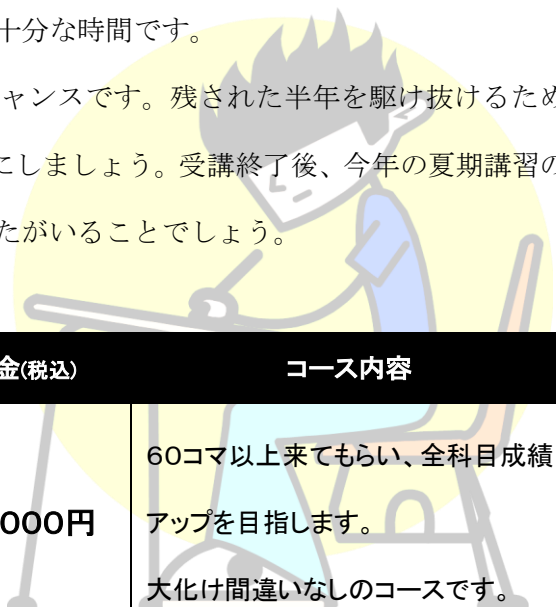 十分な時間です。
ャンスです。残された半年を駆け抜けるため
にしましょう。受講終了後、今年の夏期講習の
たがいることでしょう。
金(税込)
コース内容
60コマ以上来てもらい、全科目成績
000円
アップを目指します。
大化け間違いなしのコースです。